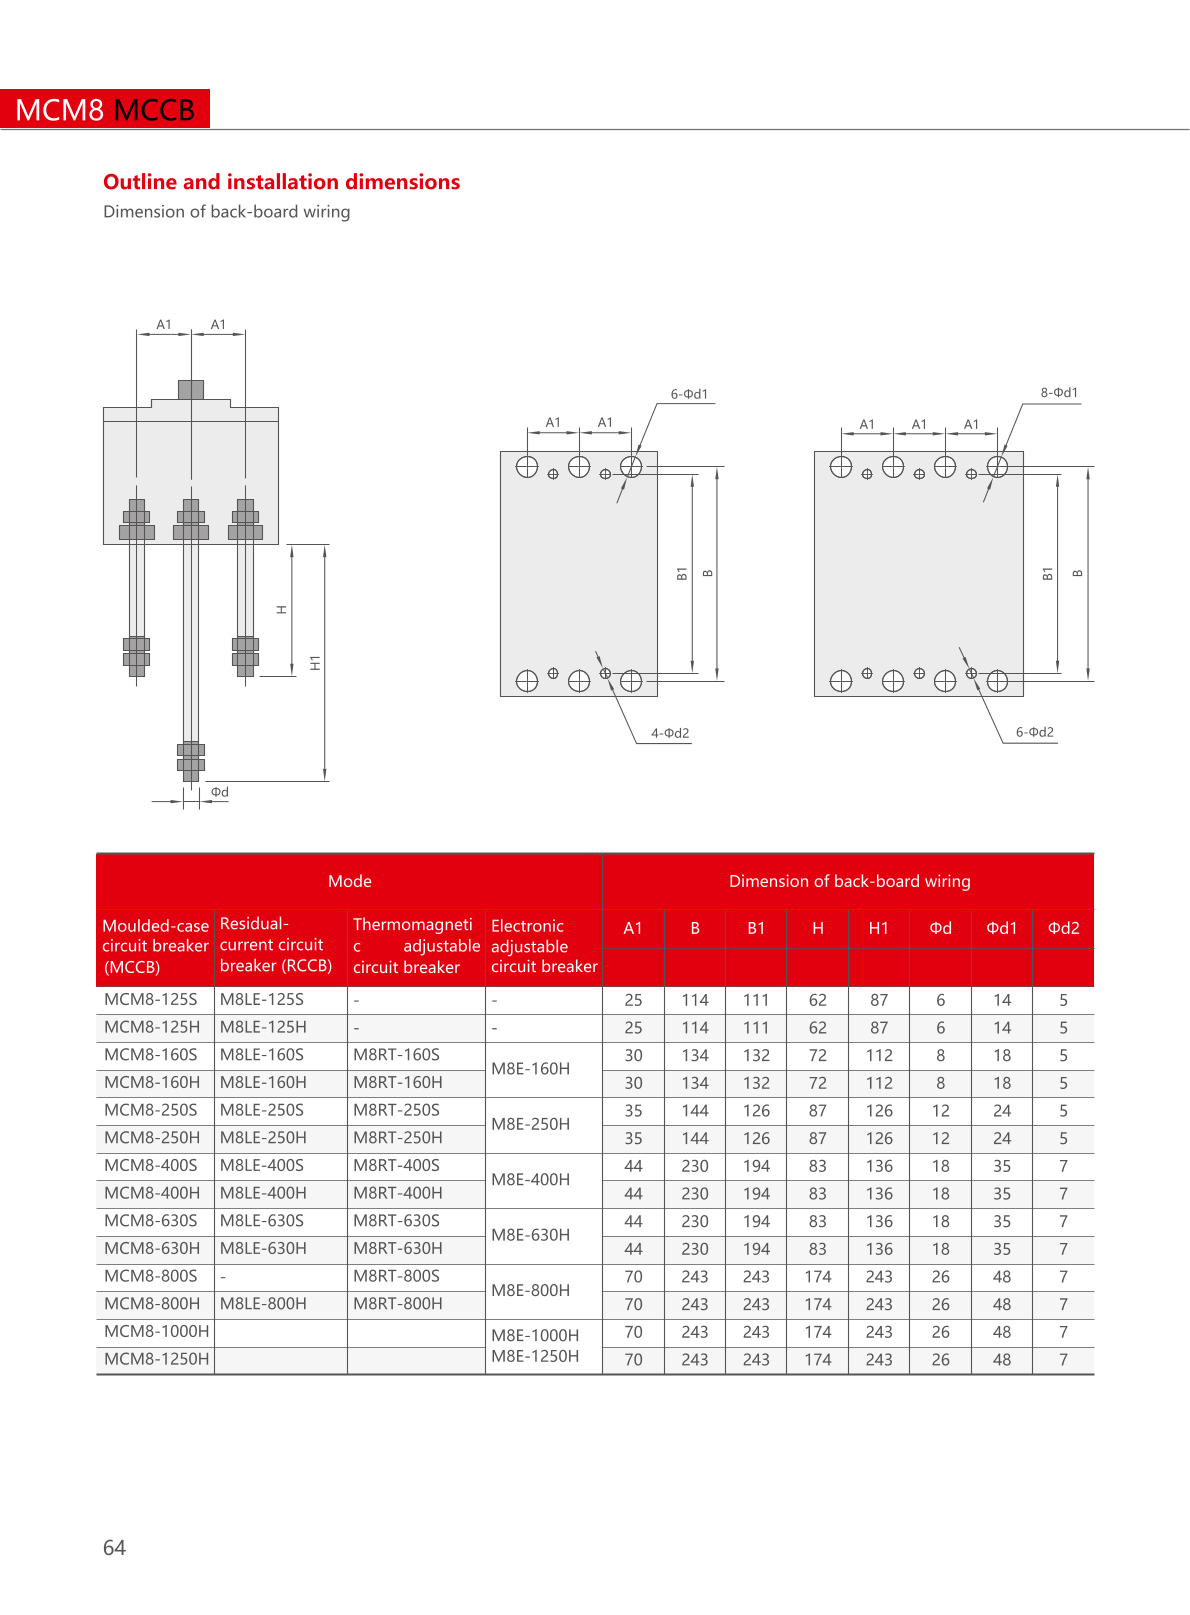 MCM8 MCCB
Outline and installation dimensions
Dimension of back-board wiring
A1 A1
H
H1
Φd
6-Φd1
A1 A1
B1
B
4-Φd2
8-Φd1
A1 A1 A1
B1
B
6-Φd2
Mode Dimension of back-board wiring
Moulded-case
circuit breaker
(MCCB)
Residual-
current circuit
breaker (RCCB)
Thermomagneti
c adjustable
circuit breaker
Electronic
adjustable
circuit breaker
A1 B B1 H H1 Φd Φd1 Φd2
MCM8-125S M8LE-125S - - 25 114 111 62 87 6 14 5
MCM8-125H M8LE-125H - - 25 114 111 62 87 6 14 5
MCM8-160S M8LE-160S M8RT-160S 30 134 132 72 112 8 18 5
M8E-160H
MCM8-160H M8LE-160H M8RT-160H 30 134 132 72 112 8 18 5
MCM8-250S M8LE-250S M8RT-250S 35 144 126 87 126 12 24 5
M8E-250H
MCM8-250H M8LE-250H M8RT-250H 35 144 126 87 126 12 24 5
MCM8-400S M8LE-400S M8RT-400S 44 230 194 83 136 18 35 7
M8E-400H
MCM8-400H M8LE-400H M8RT-400H 44 230 194 83 136 18 35 7
MCM8-630S M8LE-630S M8RT-630S 44 230 194 83 136 18 35 7
M8E-630H
MCM8-630H M8LE-630H M8RT-630H 44 230 194 83 136 18 35 7
MCM8-800S - M8RT-800S 70 243 243 174 243 26 48 7
M8E-800H
MCM8-800H M8LE-800H M8RT-800H 70 243 243 174 243 26 48 7
MCM8-1000H M8E-1000H 70 243 243 174 243 26 48 7
MCM8-1250H M8E-1250H 70 243 243 174 243 26 48 7
64